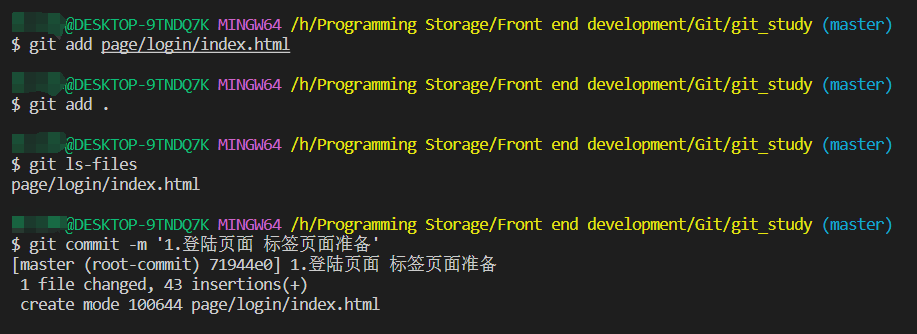 @DESKTOP-9TNDQ7K MINGW64 /h/Programming Storage/Front end development/Git/git_study (master)
$ git add page/login/index.html
@DESKTOP-9TNDQ7K MINGW64 /h/Programming Storage/Front end development/Git/git_study (master)
$ git add .
@DESKTOP-9TNDQ7K MINGW64 /h/Programming Storage/Front end development/Git/git_study (master)
$ git ls-files
page/login/index.html
@DESKTOP-9TNDQ7K MINGW64 /h/Programming Storage/Front end development/Git/git_study (master)
$ git commit -m '1.登陆页面 标签页面准备'
[master (root-commit) 71944e0] 1.登陆页面 标签页面准备
1 file changed, 43 insertions(+)
create mode 100644 page/login/index.html